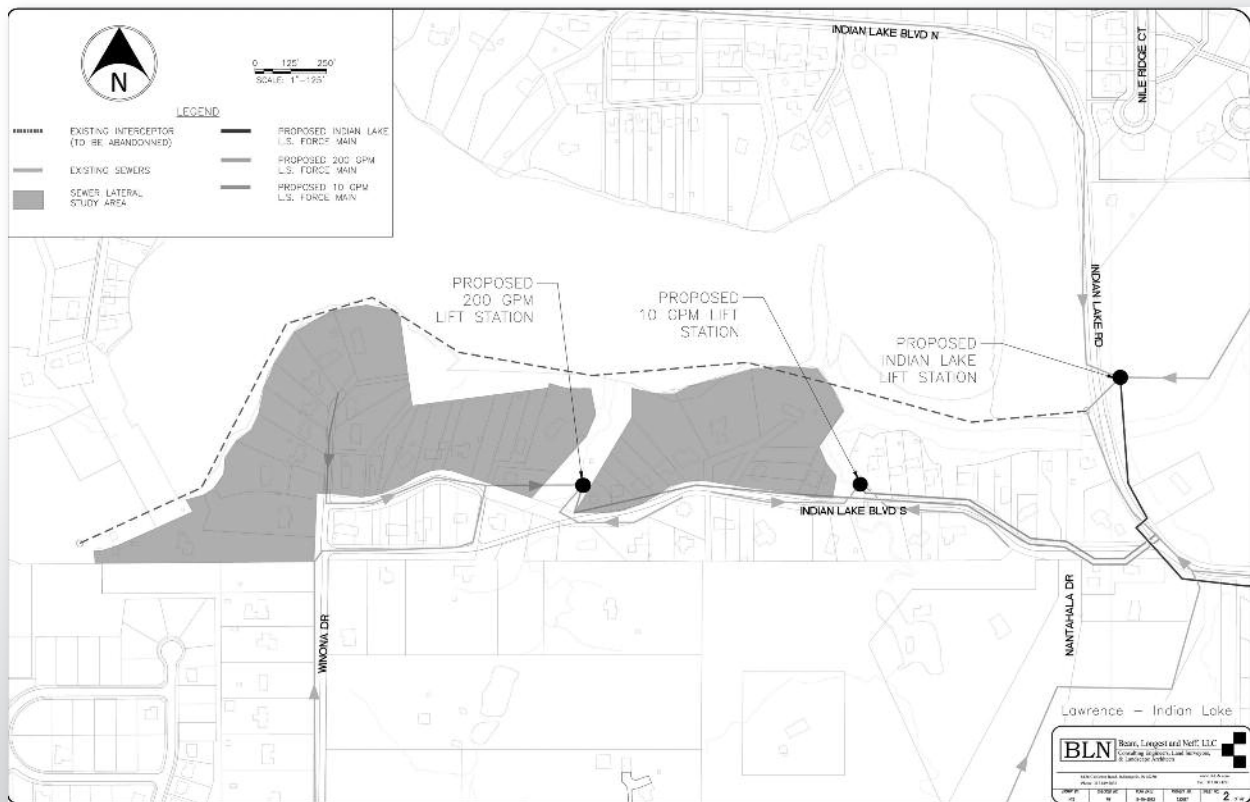 N
0 125' 250'
SCALE: 1"=125'
LEGEND
EXISTING INTERCEPTOR
(TO BE ABANDONNED)
EXISTING SEWERS
SEWER LATERAL
STUDY AREA
PROPOSED INDIAN LAKE
L.S. FORCE MAIN
PROPOSED 200 GPM
L.S. FORCE MAIN
PROPOSED 10 GPM
L.S. FORCE MAIN
INDIAN LAKE BLVD N
NILE RIDGE CT
INDIAN LAKE RD
PROPOSED
200 GPM
LIFT STATION
PROPOSED
10 GPM LIFT
STATION
PROPOSED
INDIAN LAKE
LIFT STATION
INDIAN LAKE BLVD S
WINONA DR
NANTAHALA DR
Lawrence - Indian Lake
BLN
Beam, Longest and Neff, LLC
Consulting Engineers, Land Surveyors,
& Landscape Architects
2